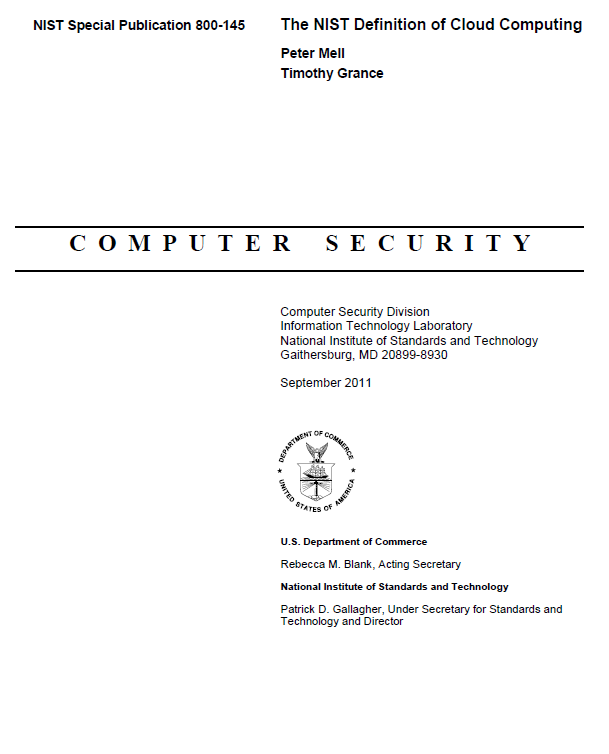 NIST Special Publication 800-145
The NIST Definition of Cloud Computing
Peter Mell
Timothy Grance
COMPUTER SECURITY
Computer Security Division
Information Technology Laboratory
National Institute of Standards and Technology
Gaithersburg, MD 20899-8930
September 2011
DEPARTMENT OF COMMERCE
UNITED STATES OF AMERICA
U.S. Department of Commerce
Rebecca M. Blank, Acting Secretary
National Institute of Standards and Technology
Patrick D. Gallagher, Under Secretary for Standards and
Technology and Director